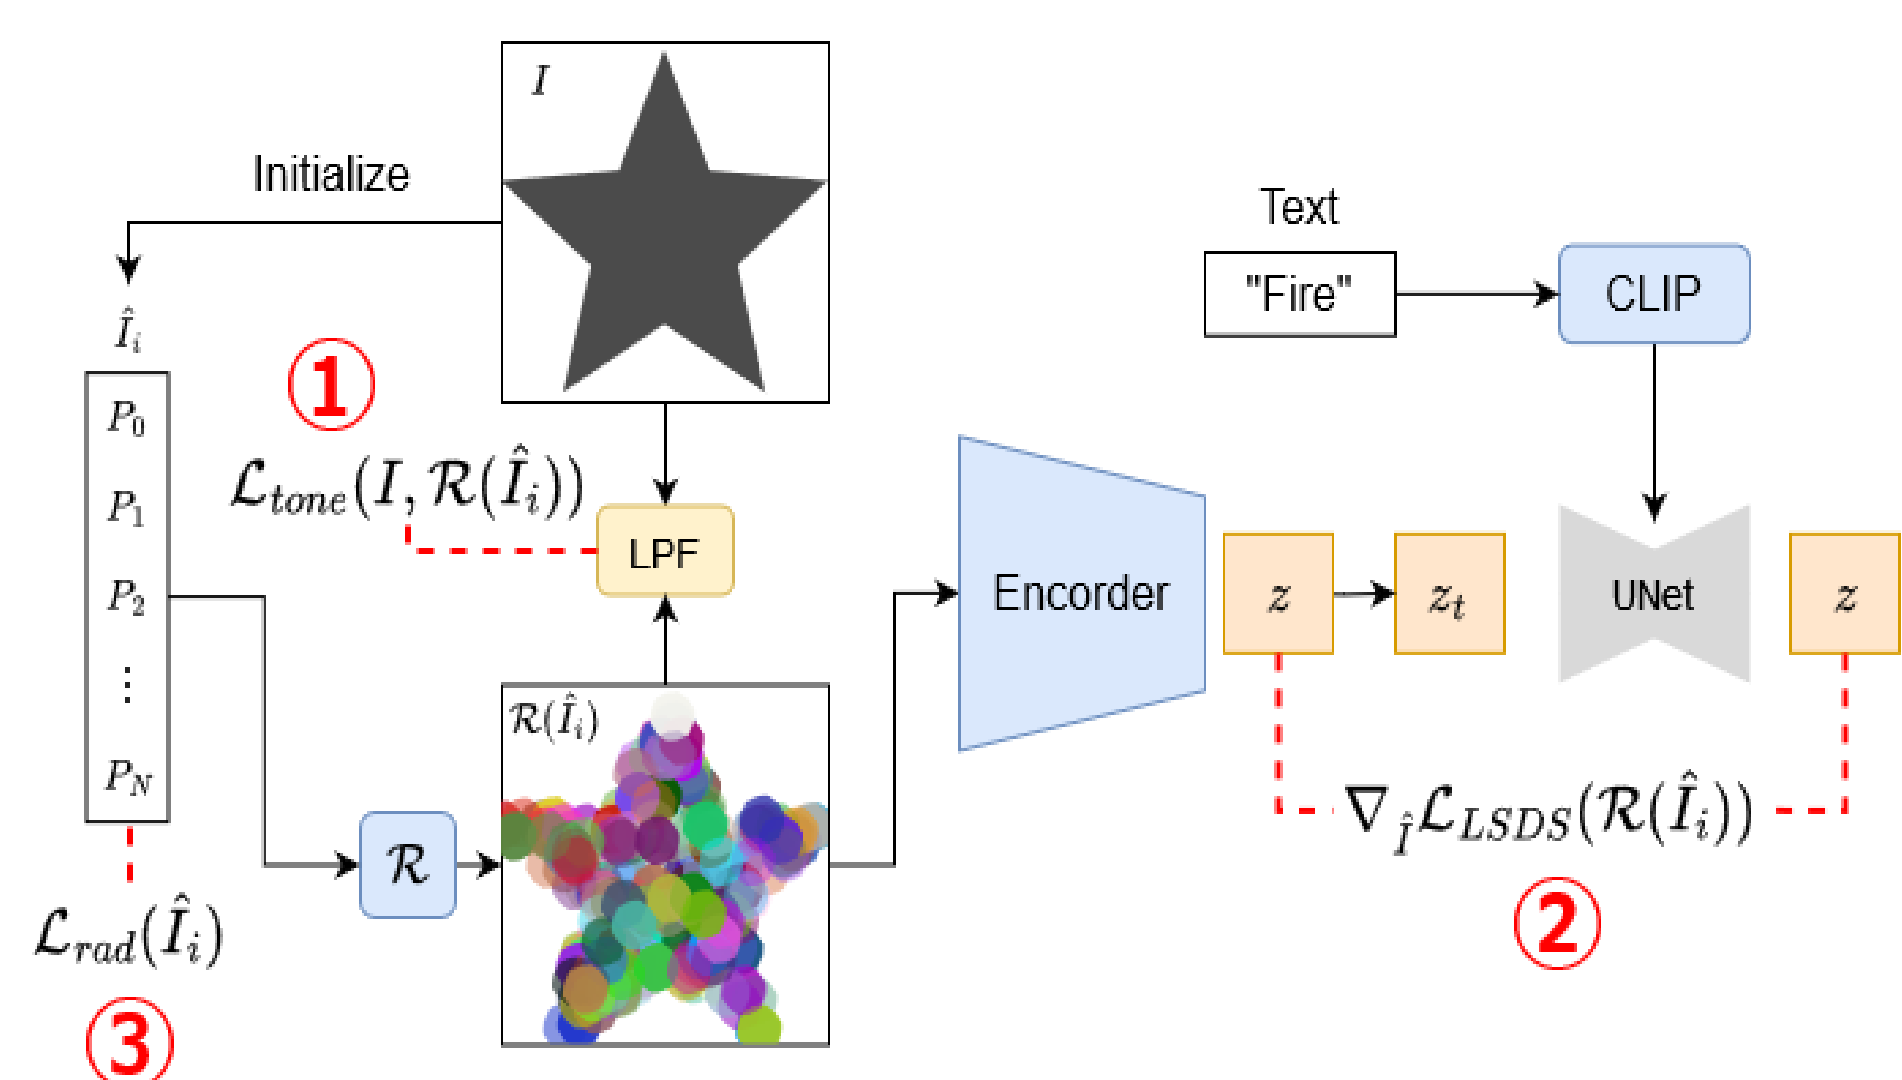 I
Initialize
Î_i
P_0
P_1
P_2
⋮
P_N
①
ℒ_tone(I, ℛ(Î_i))
LPF
ℛ
ℛ(Î_i)
ℒ_rad(Î_i)
③
Encorder
Text
"Fire"
CLIP
z
z_t
UNet
z
∇_Î ℒ_LSDS(ℛ(Î_i))
②